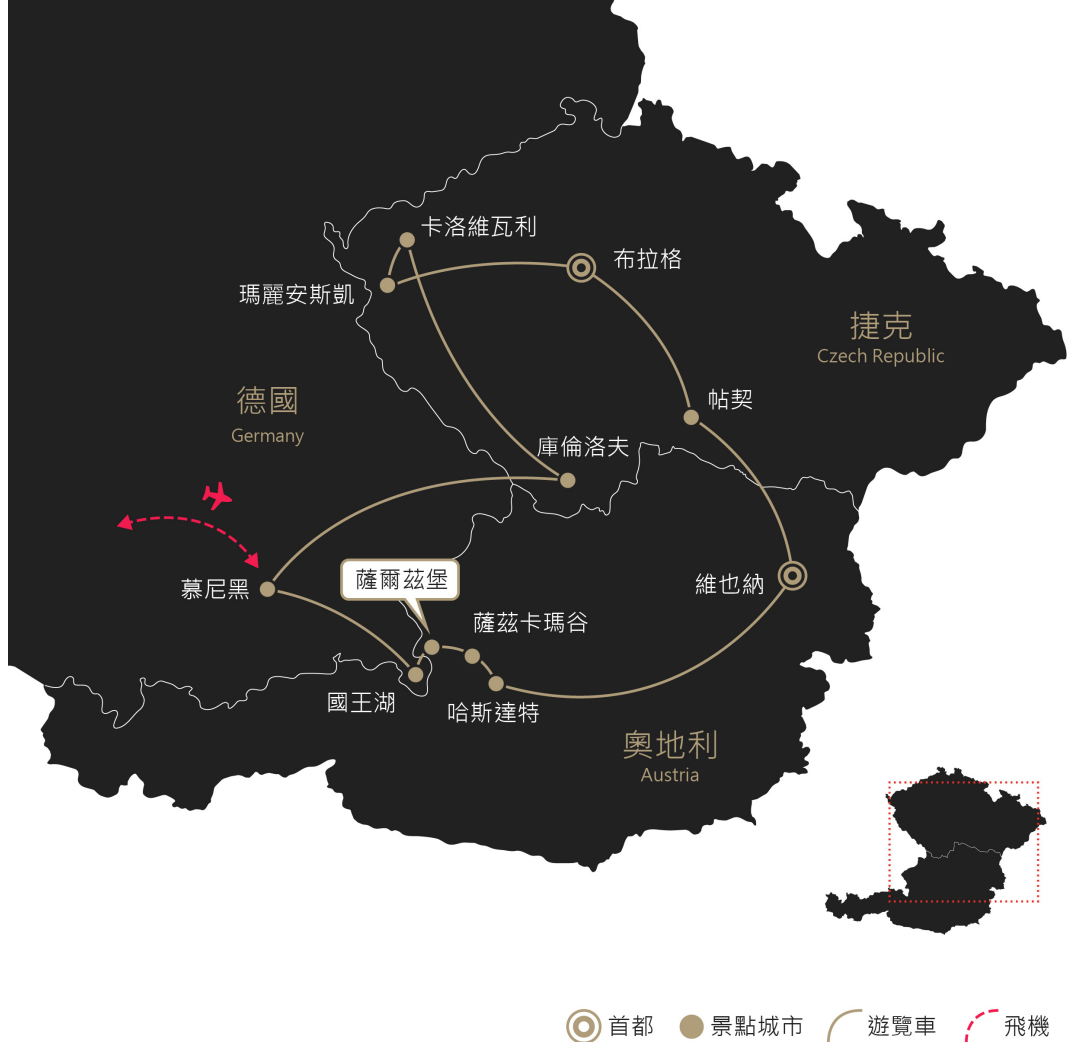 卡洛維瓦利
布拉格
瑪麗安斯凱
捷克
Czech Republic
德國
Germany
帖契
庫倫洛夫
薩爾茲堡
慕尼黑
維也納
薩茲卡瑪谷
國王湖
哈斯達特
奧地利
Austria
首都
景點城市
遊覽車
飛機